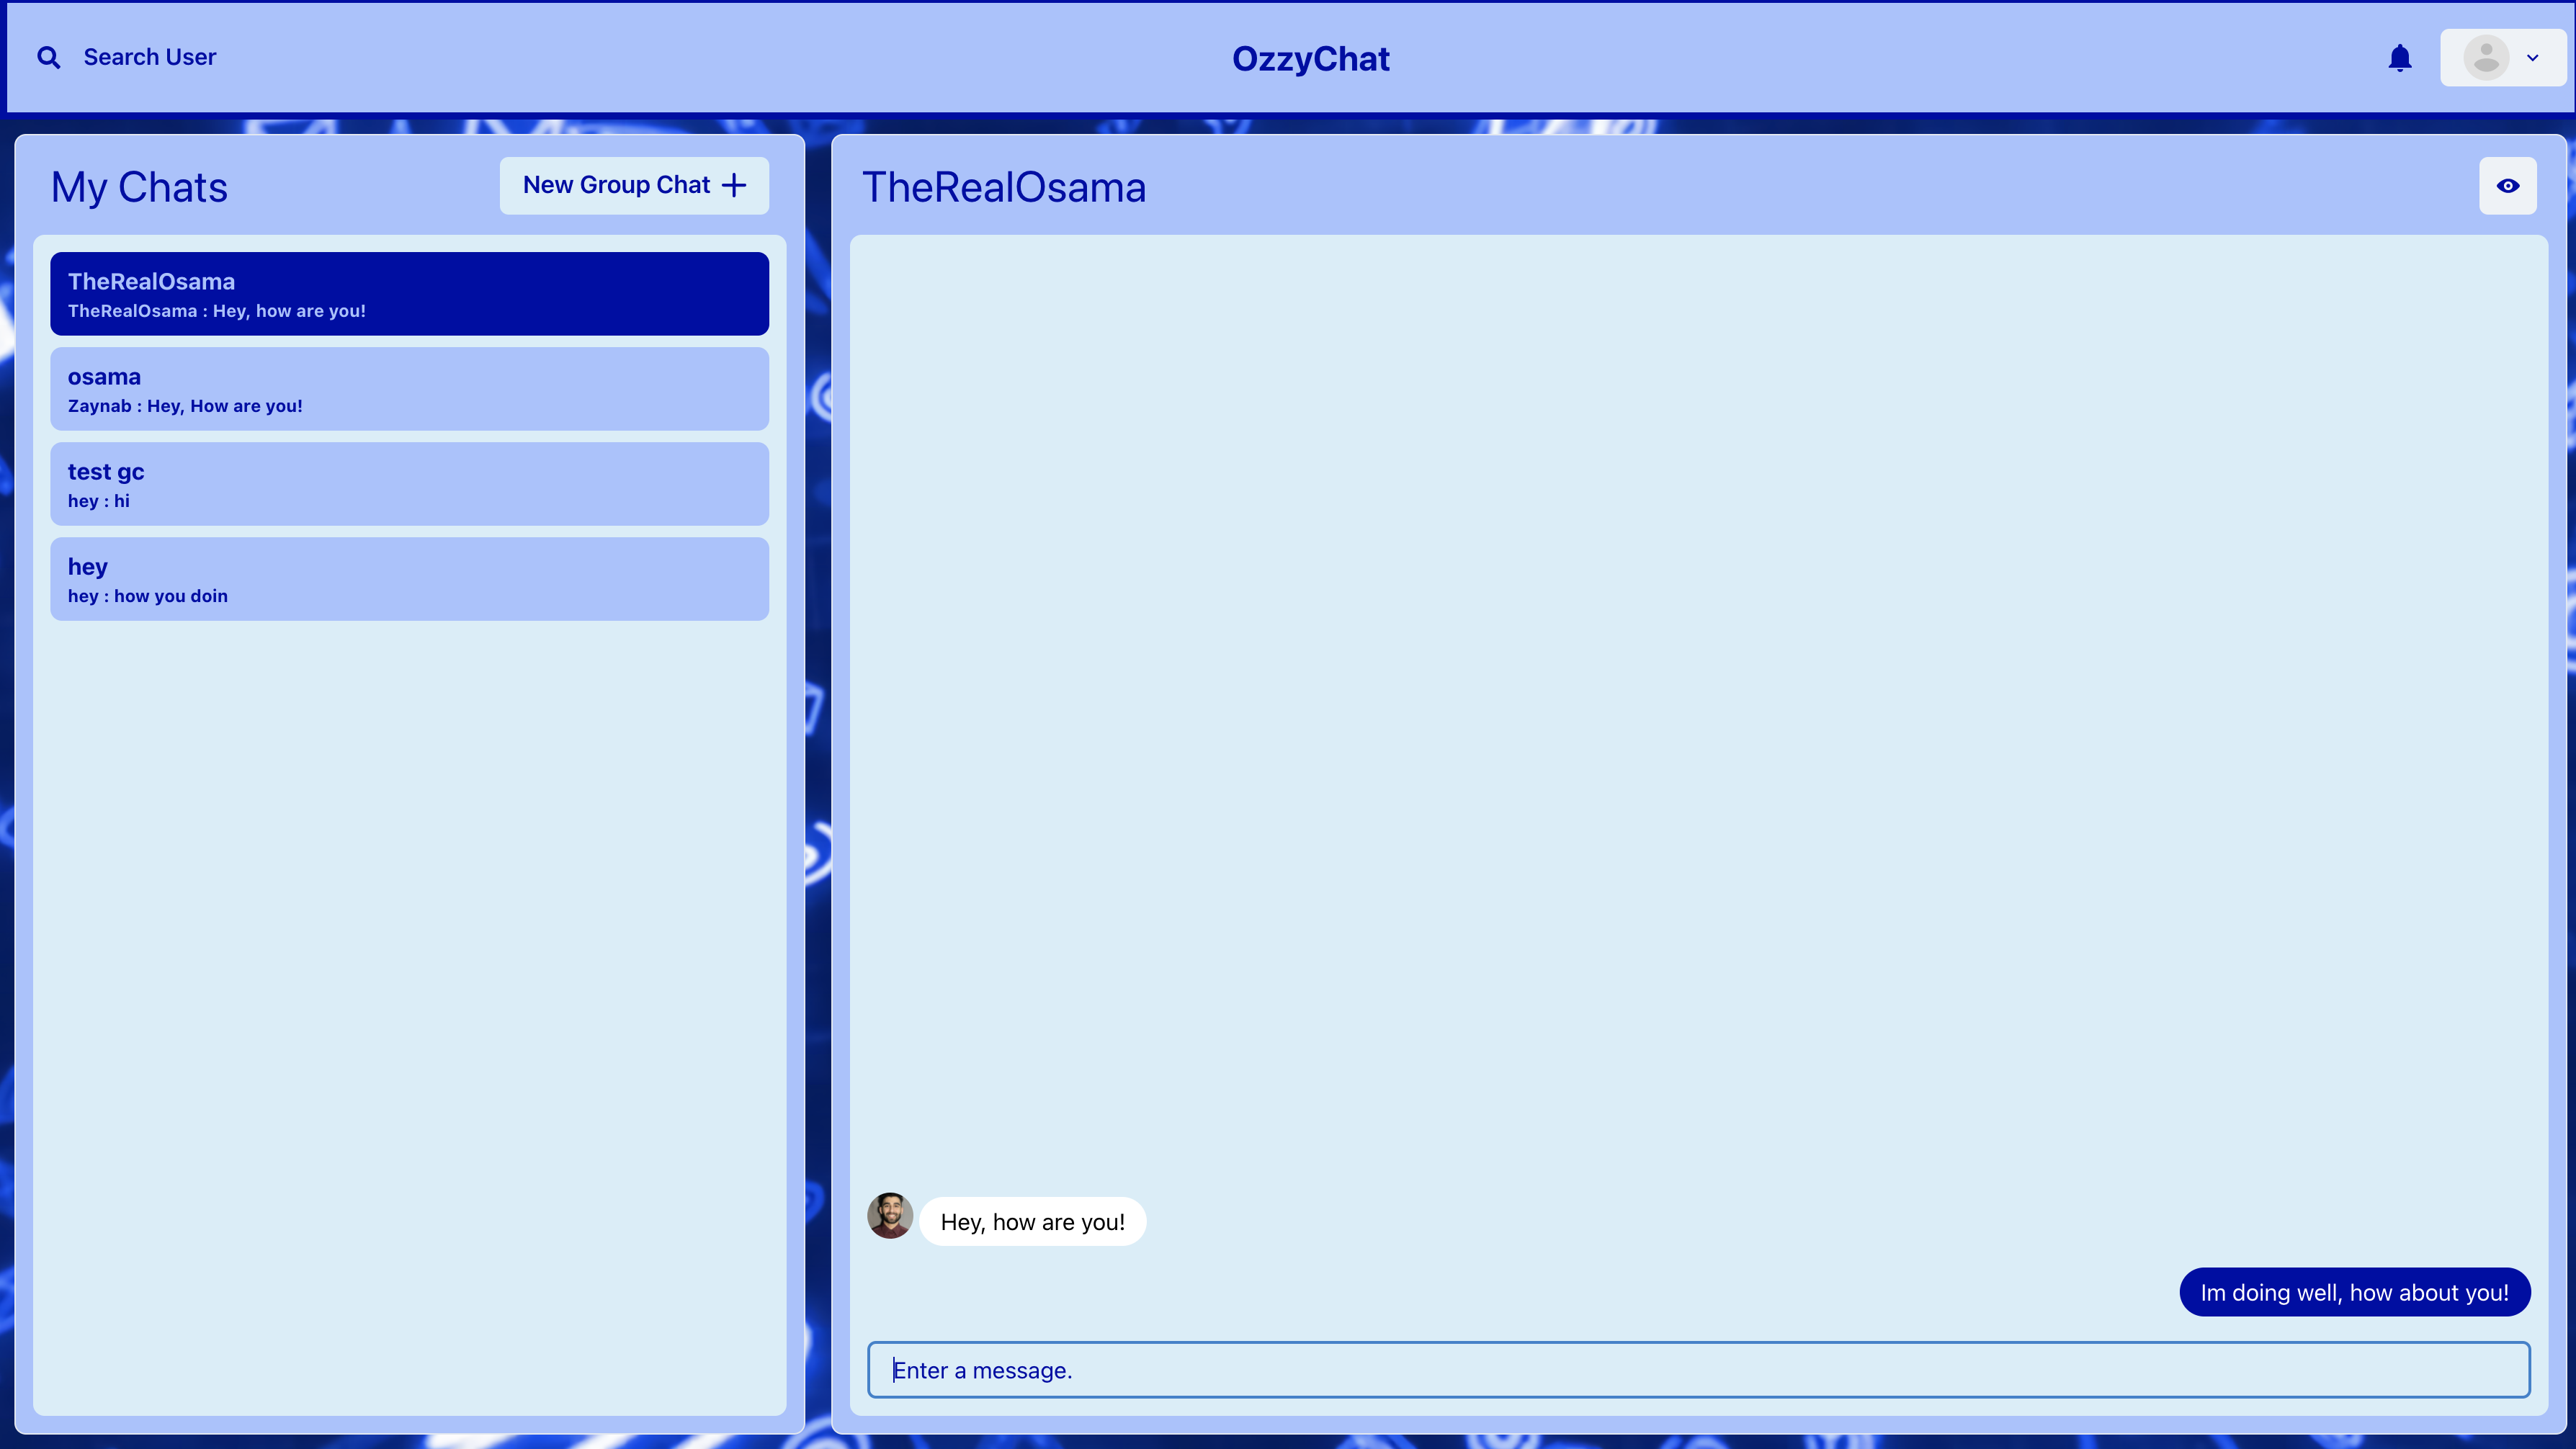 Search User
OzzyChat
My Chats
New Group Chat
TheRealOsama
TheRealOsama : Hey, how are you!
osama
Zaynab : Hey, How are you!
test gc
hey : hi
hey
hey : how you doin
TheRealOsama
Hey, how are you!
Im doing well, how about you!
Enter a message.